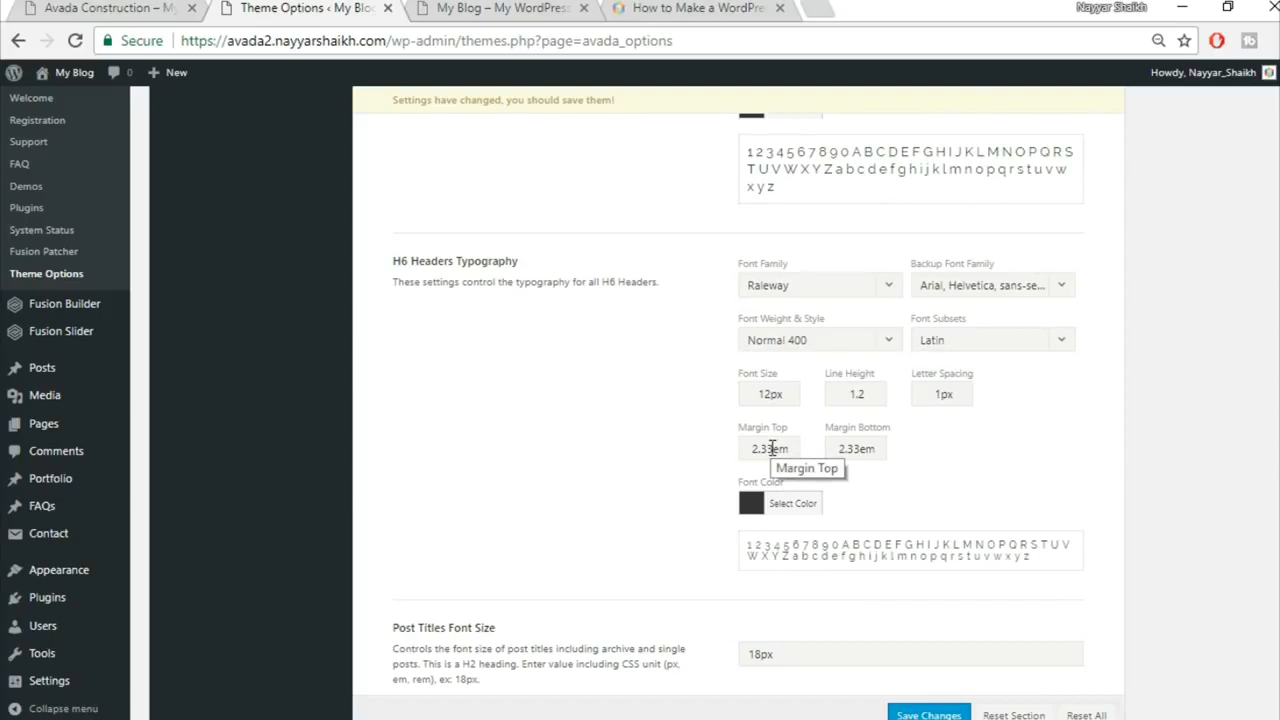 Avada Construction – My
Theme Options ‹ My Bloc
My Blog – My WordPress
How to Make a WordPre
Nayyar Shaikh
Secure
https://avada2.nayyarshaikh.com/wp-admin/themes.php?page=avada_options
My Blog
0
New
Howdy, Nayyar_Shaikh
Welcome
Registration
Support
FAQ
Demos
Plugins
System Status
Fusion Patcher
Theme Options
Fusion Builder
Fusion Slider
Posts
Media
Pages
Comments
Portfolio
FAQs
Contact
Appearance
Plugins
Users
Tools
Settings
Collapse menu
Settings have changed, you should save them!
1 2 3 4 5 6 7 8 9 0 A B C D E F G H I J K L M N O P Q R S
T U V W X Y Z a b c d e f g h i j k l m n o p q r s t u v w
x y z
H6 Headers Typography
These settings control the typography for all H6 Headers.
Font Family
Backup Font Family
Raleway
Arial, Helvetica, sans-se...
Font Weight & Style
Font Subsets
Normal 400
Latin
Font Size
Line Height
Letter Spacing
12px
1.2
1px
Margin Top
Margin Bottom
2.33em
2.33em
Margin Top
Font Color
Select Color
1 2 3 4 5 6 7 8 9 0 A B C D E F G H I J K L M N O P Q R S T U V
W X Y Z a b c d e f g h i j k l m n o p q r s t u v w x y z
Post Titles Font Size
Controls the font size of post titles including archive and single
posts. This is a H2 heading. Enter value including CSS unit (px,
em, rem), ex: 18px.
18px
Save Changes
Reset Section
Reset All